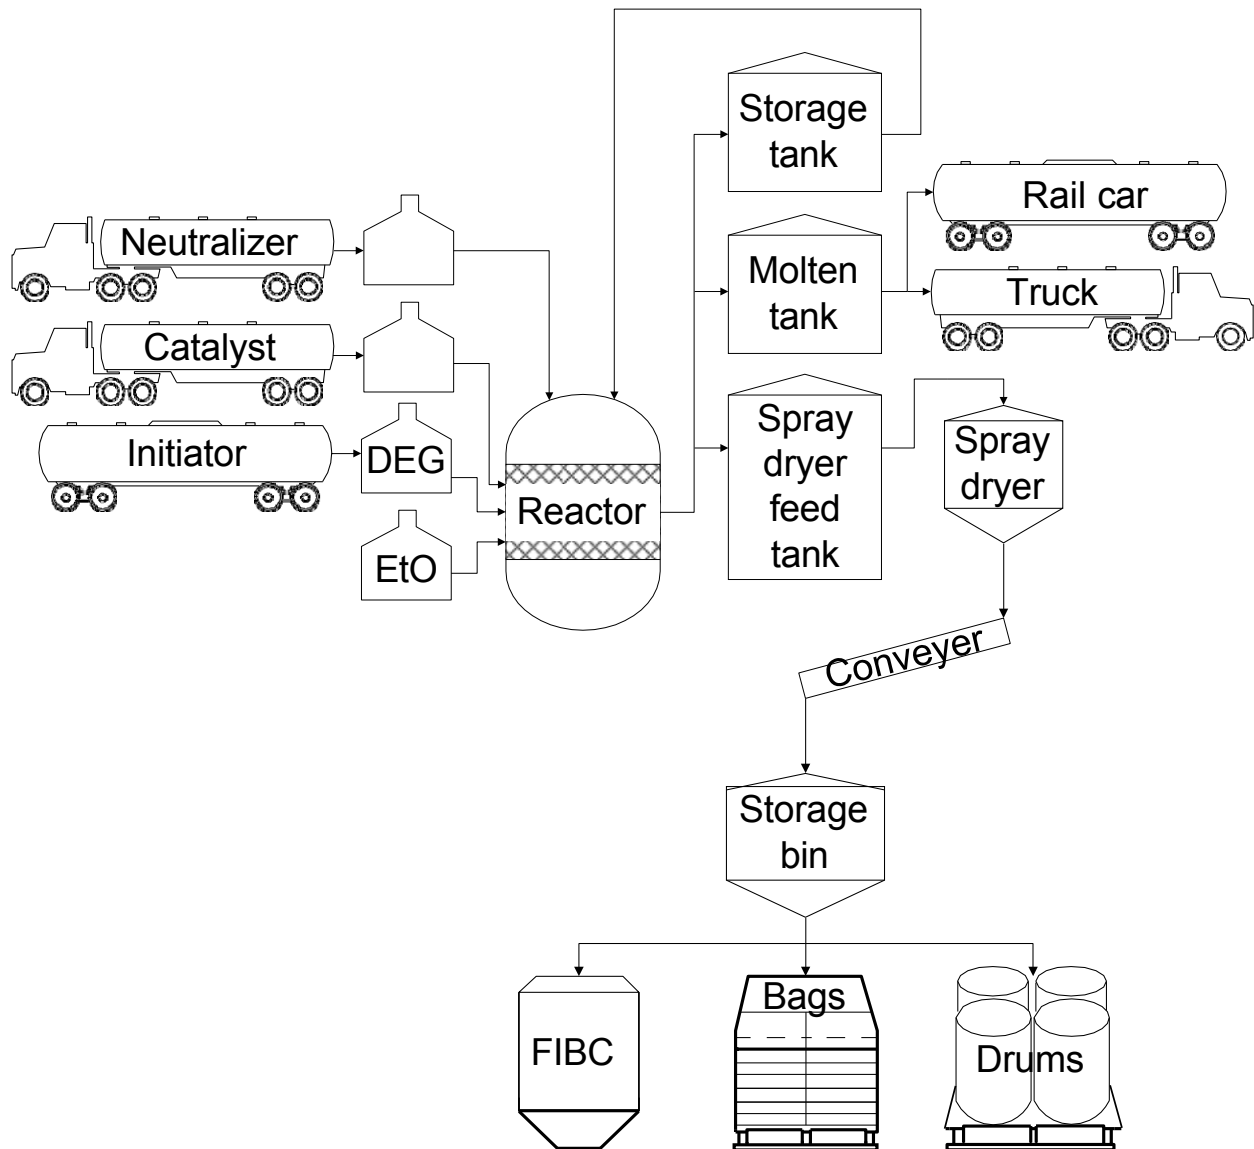 Storage
tank
Rail car
Neutralizer
Molten
tank
Truck
Catalyst
Initiator
DEG
EtO
Reactor
Spray
dryer
feed
tank
Spray
dryer
Conveyer
Storage
bin
FIBC
Bags
Drums